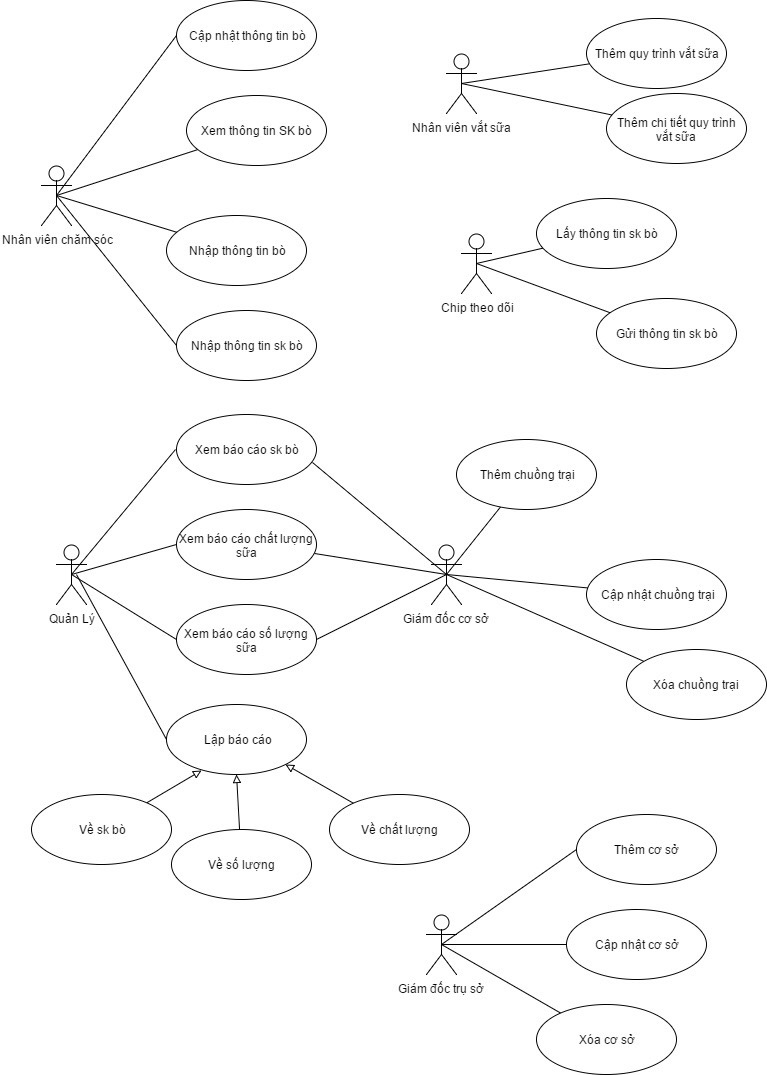 Cập nhật thông tin bò
Xem thông tin SK bò
Nhân viên chăm sóc
Nhập thông tin bò
Nhập thông tin sk bò
Thêm quy trình vắt sữa
Nhân viên vắt sữa
Thêm chi tiết quy trình
vắt sữa
Lấy thông tin sk bò
Chip theo dõi
Gửi thông tin sk bò
Xem báo cáo sk bò
Xem báo cáo chất lượng
sữa
Quản Lý
Xem báo cáo số lượng
sữa
Lập báo cáo
Về sk bò
Về số lượng
Về chất lượng
Thêm chuồng trại
Giám đốc cơ sở
Cập nhật chuồng trại
Xóa chuồng trại
Thêm cơ sở
Cập nhật cơ sở
Giám đốc trụ sở
Xóa cơ sở